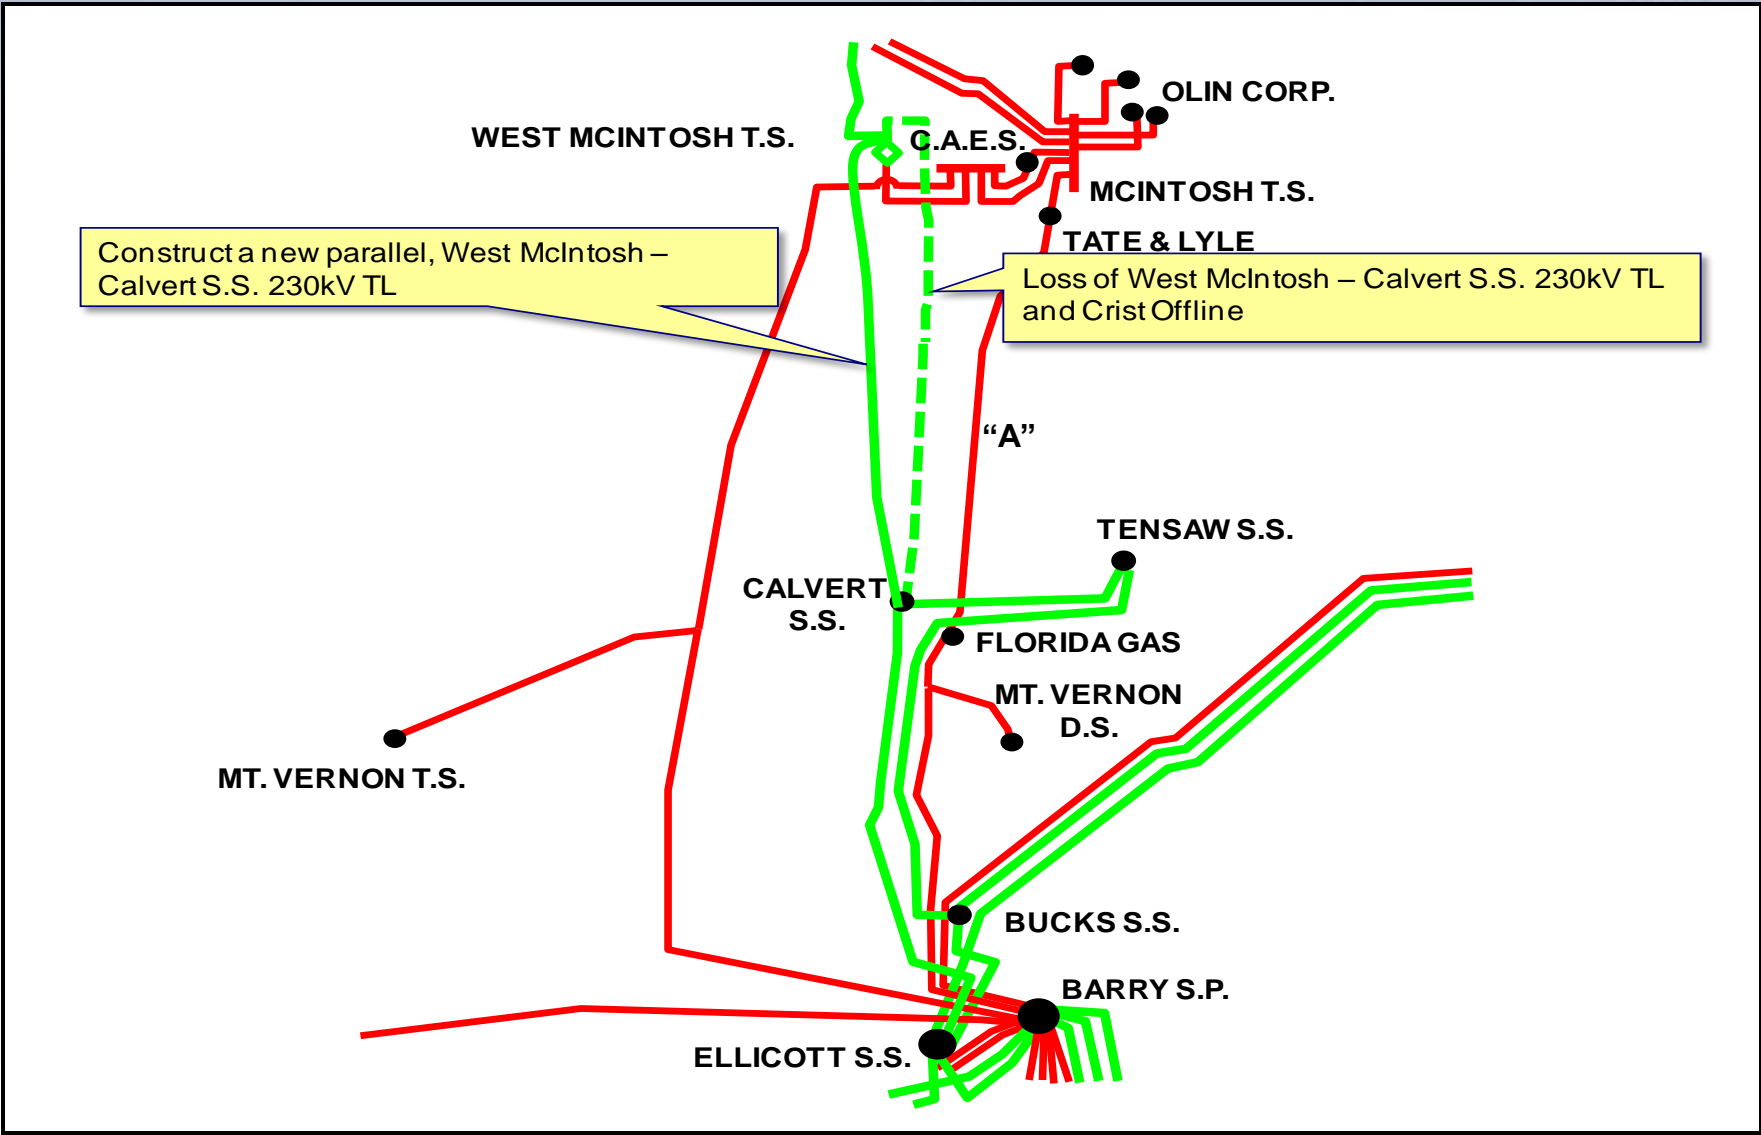 OLIN CORP.
WEST MCINTOSH T.S.
C.A.E.S.
MCINTOSH T.S.
TATE & LYLE
Construct a new parallel, West McIntosh –
Calvert S.S. 230kV TL
Loss of West McIntosh – Calvert S.S. 230kV TL
and Crist Offline
“A”
TENSAW S.S.
CALVERT
S.S.
FLORIDA GAS
MT. VERNON
D.S.
MT. VERNON T.S.
BUCKS S.S.
BARRY S.P.
ELLICOTT S.S.